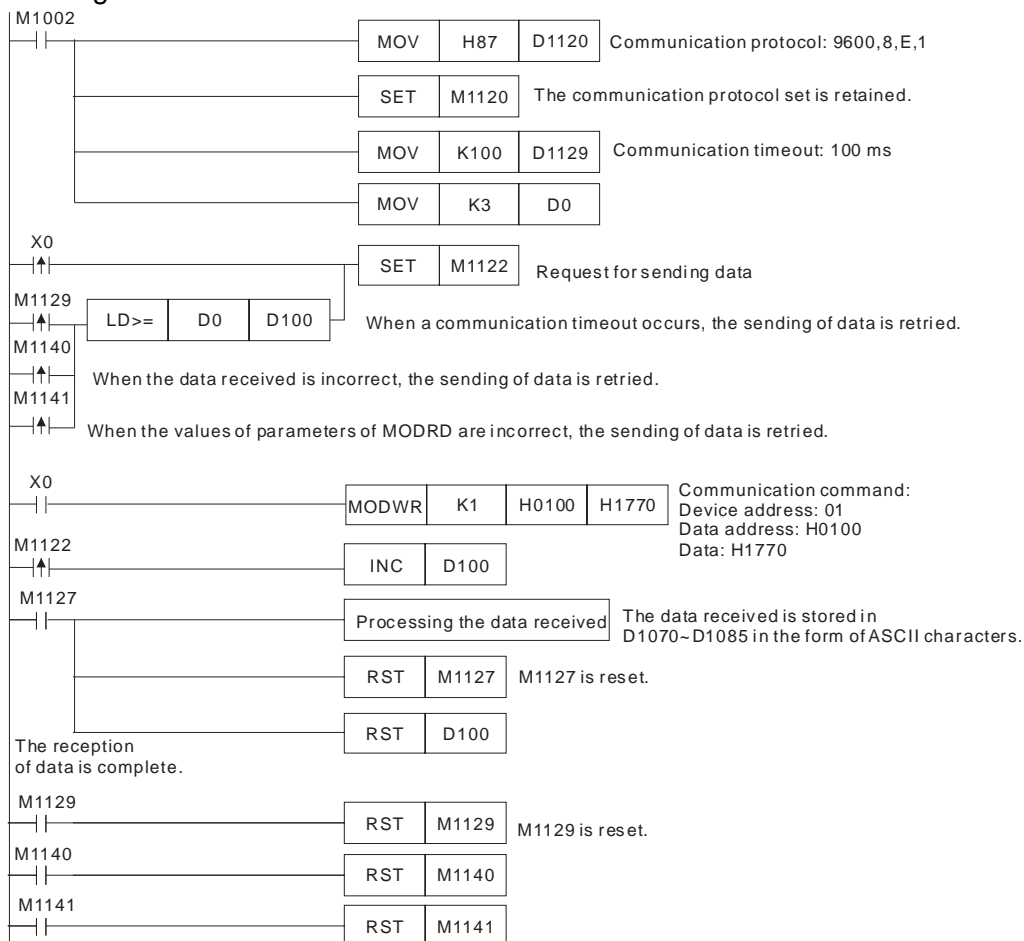 M1002
MOV H87 D1120 Communication protocol: 9600,8,E,1
SET M1120 The communication protocol set is retained.
MOV K100 D1129 Communication timeout: 100 ms
MOV K3 D0
X0
SET M1122 Request for sending data
M1129
LD>= D0 D100 When a communication timeout occurs, the sending of data is retried.
M1140
When the data received is incorrect, the sending of data is retried.
M1141
When the values of parameters of MODRD are incorrect, the sending of data is retried.
X0
MODWR K1 H0100 H1770
Communication command:
Device address: 01
Data address: H0100
Data: H1770
M1122
INC D100
M1127
Processing the data received
The data received is stored in
D1070~D1085 in the form of ASCII characters.
RST M1127 M1127 is reset.
RST D100
The reception
of data is complete.
M1129
RST M1129 M1129 is reset.
M1140
RST M1140
M1141
RST M1141